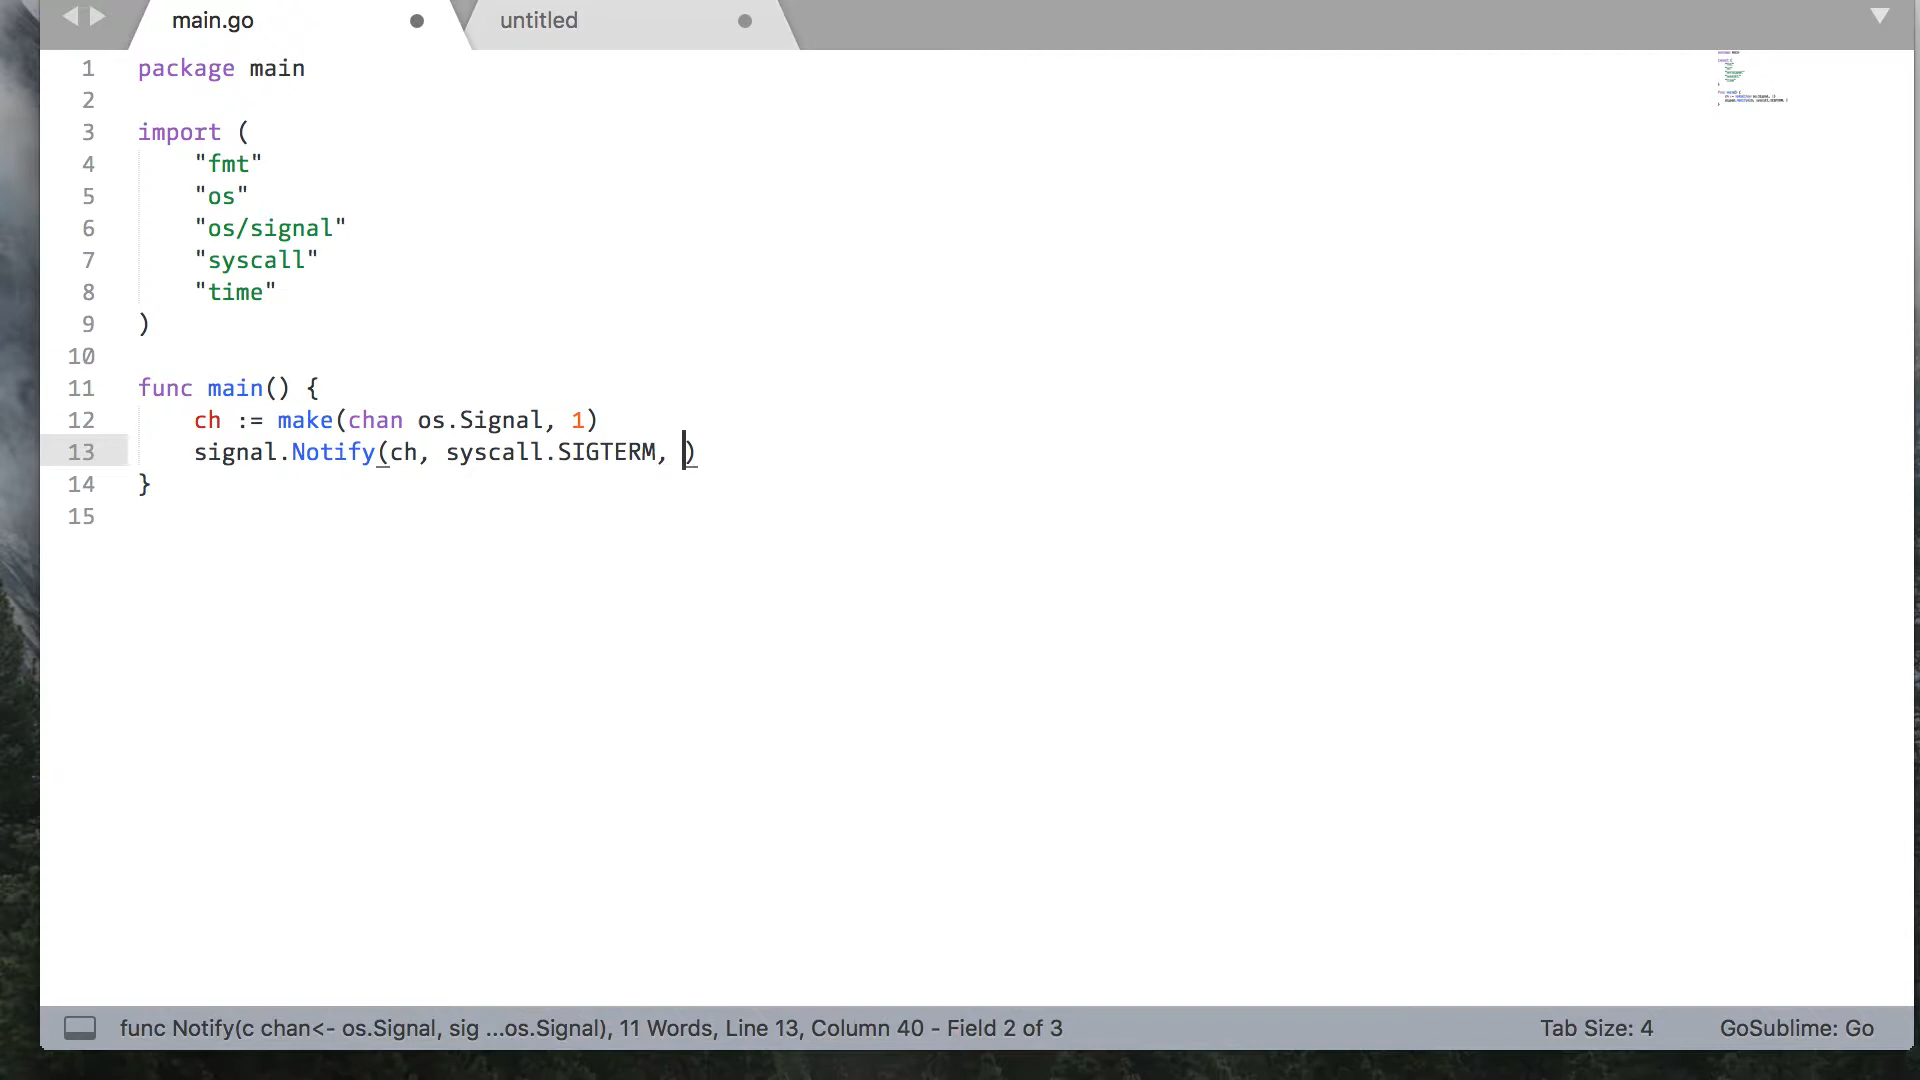 main.go
untitled
1 package main
2
3 import (
4 "fmt"
5 "os"
6 "os/signal"
7 "syscall"
8 "time"
9 )
10
11 func main() {
12 ch := make(chan os.Signal, 1)
13 signal.Notify(ch, syscall.SIGTERM, )
14 }
15
func Notify(c chan<- os.Signal, sig ...os.Signal), 11 Words, Line 13, Column 40 - Field 2 of 3
Tab Size: 4
GoSublime: Go